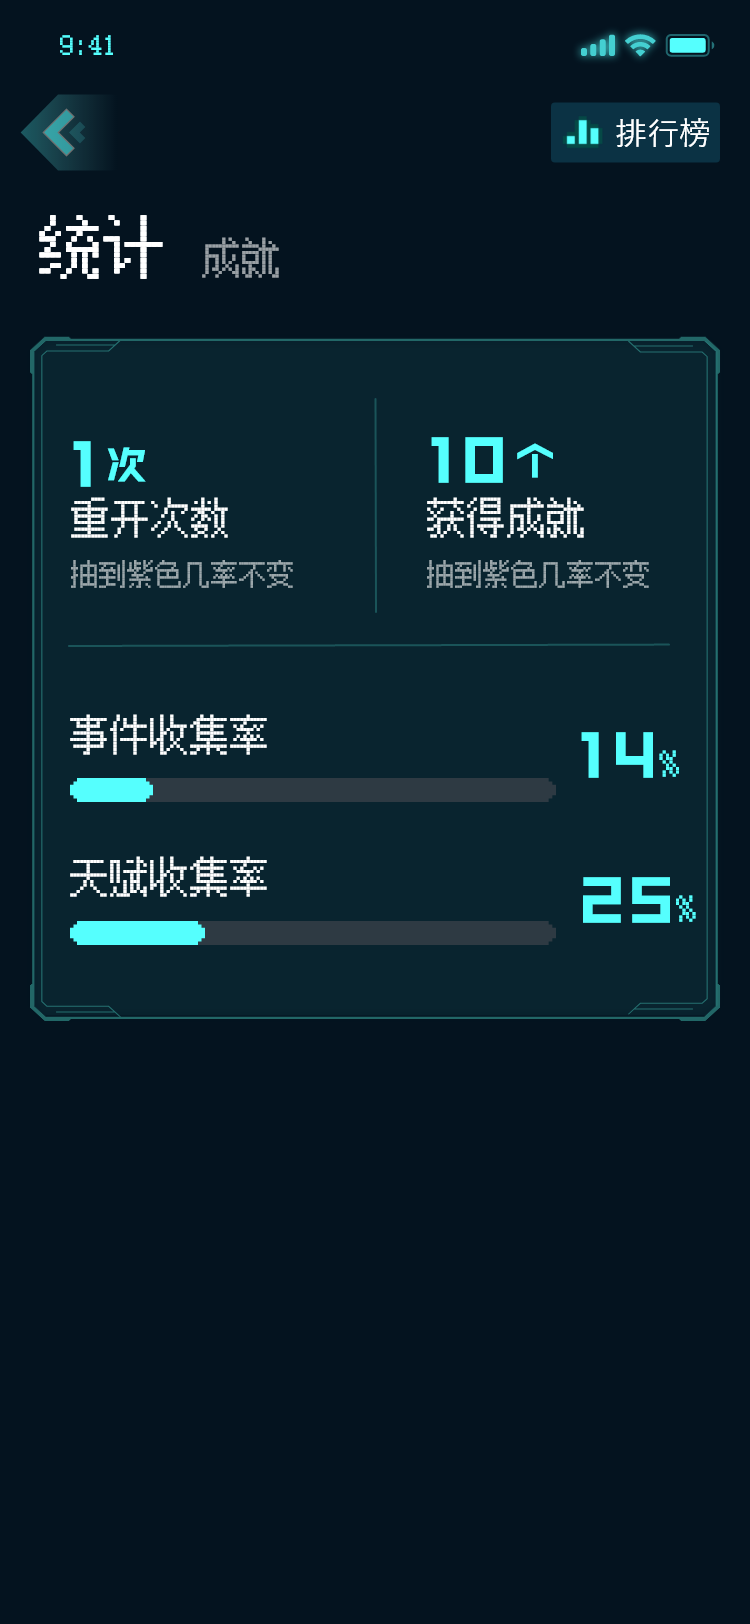 9:41
排行榜
统计 成就
1次 10个
重开次数 获得成就
抽到紫色几率不变 抽到紫色几率不变
事件收集率
14%
天赋收集率
25%